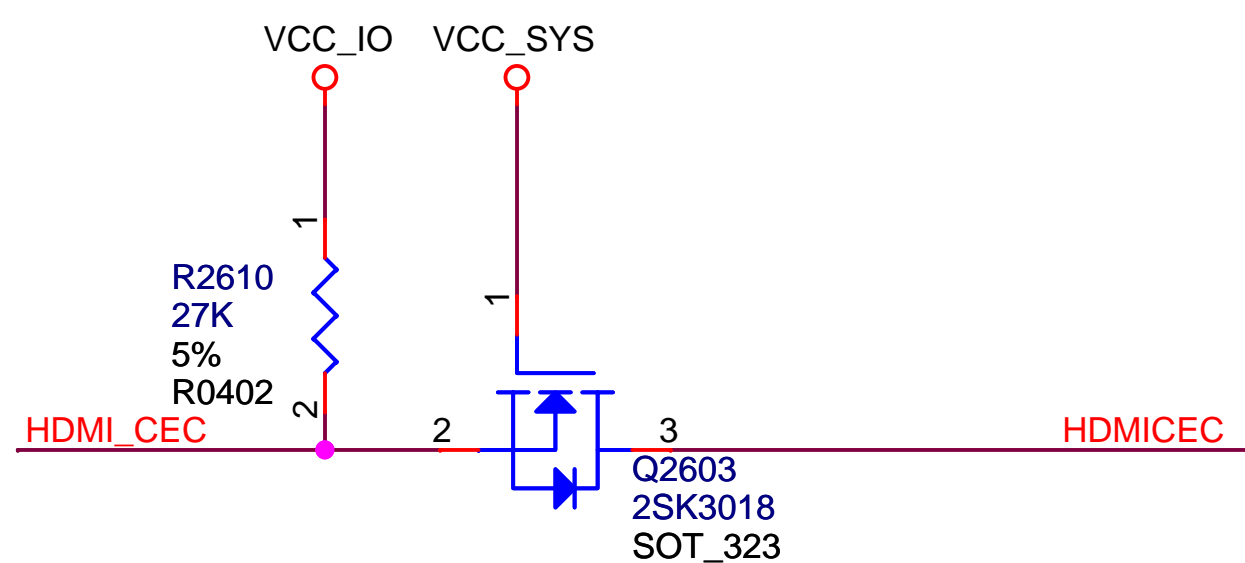 VCC_IO
VCC_SYS
1
R2610
27K
5%
R0402
2
1
HDMI_CEC
2
3
HDMICEC
Q2603
2SK3018
SOT_323